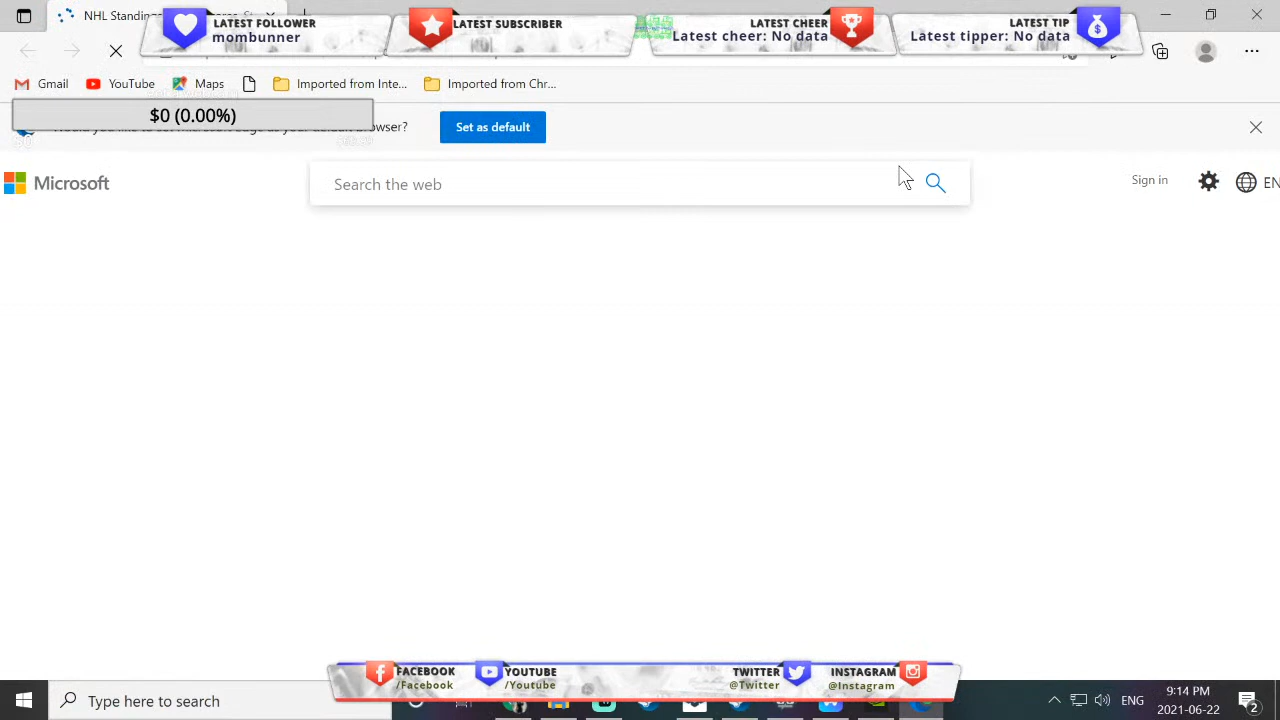 NHL Standin
LATEST FOLLOWER
mombunner
LATEST SUBSCRIBER
LATEST CHEER
Latest cheer: No data
LATEST TIP
Latest tipper: No data
Gmail
YouTube
Maps
Imported from Inte...
Imported from Chr...
$0 (0.00%)
$0
rowser?
Set as default
Microsoft
Search the web
Sign in
EN
FACEBOOK
/Facebook
YOUTUBE
/Youtube
TWITTER
@Twitter
INSTAGRAM
@Instagram
Type here to search
ENG
9:14 PM
2021-06-22
2